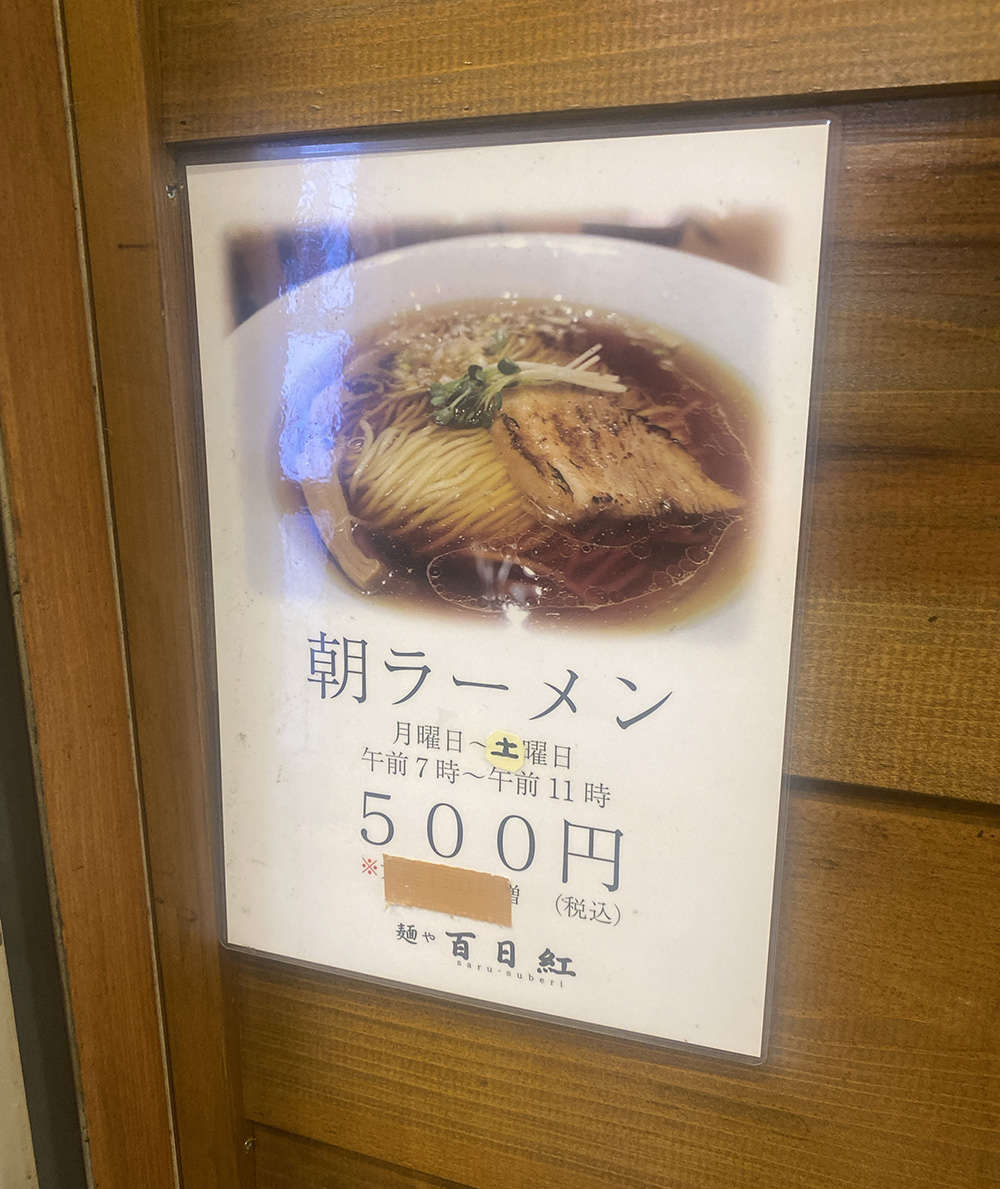 朝ラーメン
月曜日～土曜日
午前7時～午前11時
500円
※
増 (税込)
麺や 百日紅
saru-suberi